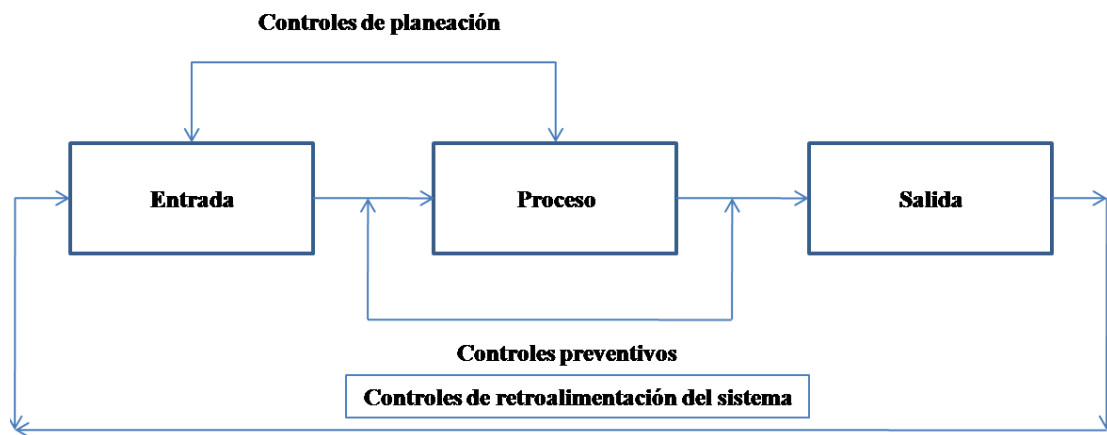 Controles de planeación
Entrada
Proceso
Salida
Controles preventivos
Controles de retroalimentación del sistema